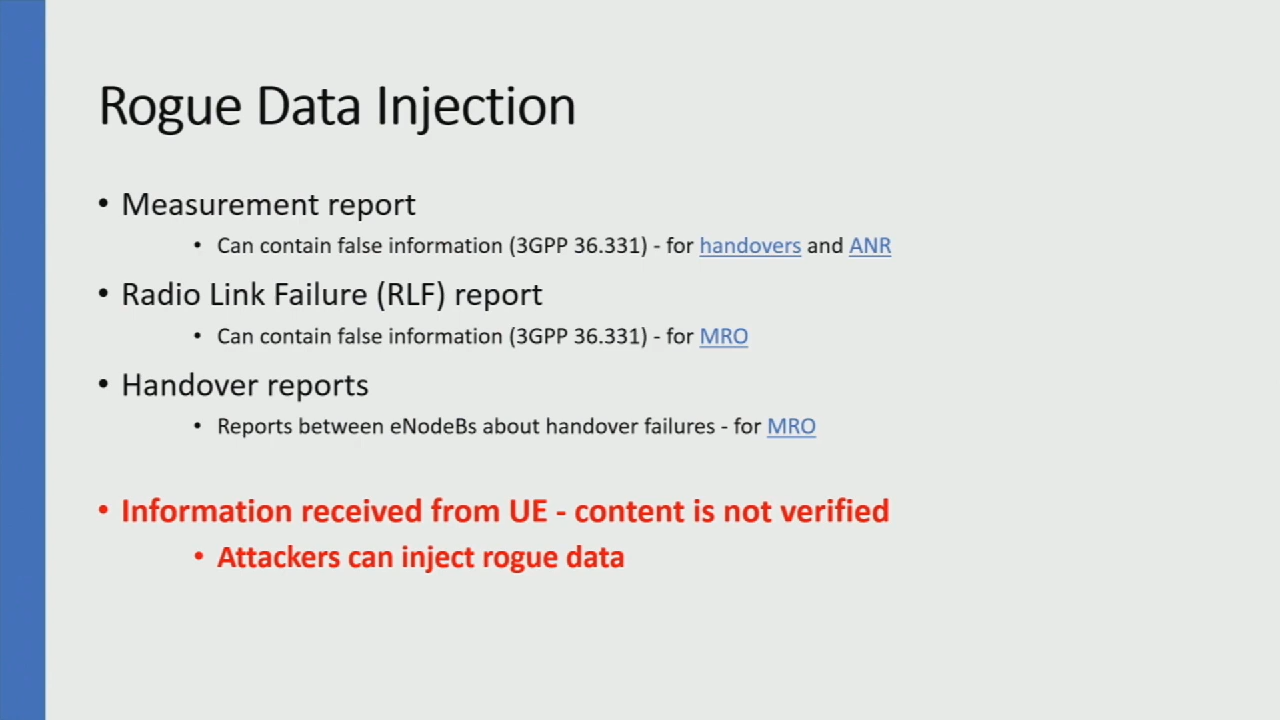 Rogue Data Injection
• Measurement report
• Can contain false information (3GPP 36.331) - for handovers and ANR
• Radio Link Failure (RLF) report
• Can contain false information (3GPP 36.331) - for MRO
• Handover reports
• Reports between eNodeBs about handover failures - for MRO
• Information received from UE - content is not verified
• Attackers can inject rogue data